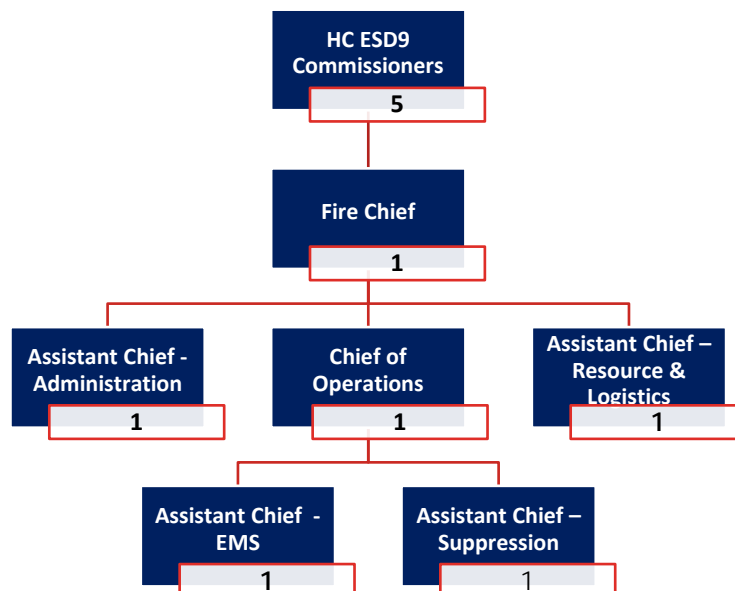 HC ESD9
Commissioners
5
Fire Chief
1
Assistant Chief -
Administration
1
Chief of
Operations
1
Assistant Chief –
Resource &
Logistics
1
Assistant Chief -
EMS
1
Assistant Chief –
Suppression
1